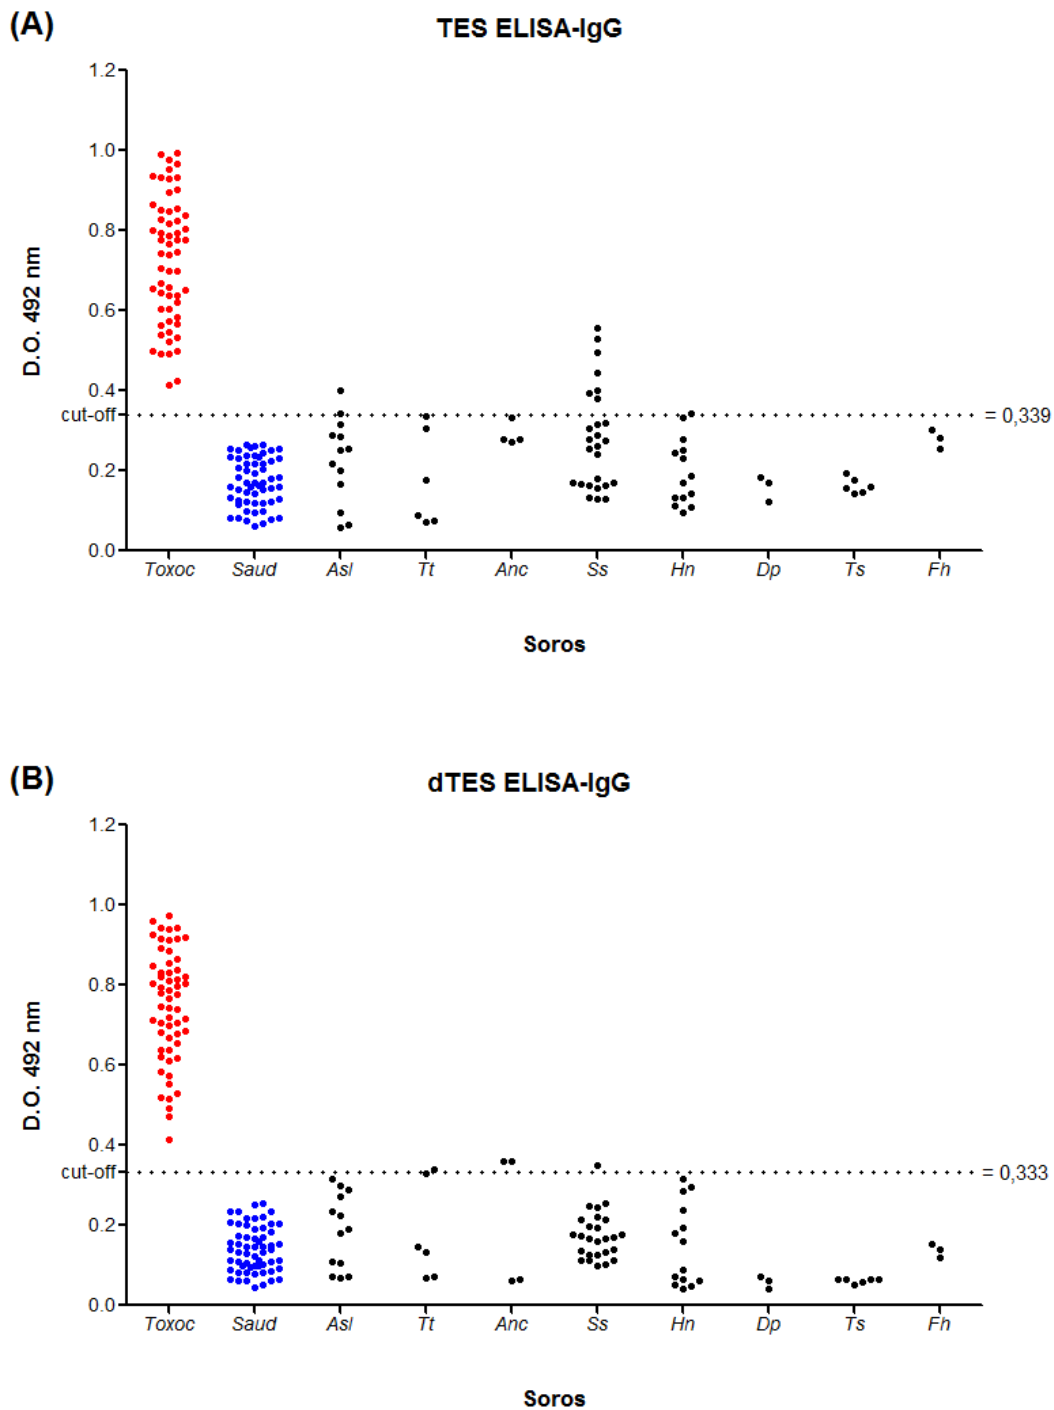 (A)
TES ELISA-IgG
1.2
1.0
0.8
0.6
0.4
cut-off
0.2
0.0
D.O. 492 nm
= 0,339
Toxoc Saud Asl Tt Anc Ss Hn Dp Ts Fh
Soros
(B)
dTES ELISA-IgG
1.2
1.0
0.8
0.6
0.4
cut-off
0.2
0.0
D.O. 492 nm
= 0,333
Toxoc Saud Asl Tt Anc Ss Hn Dp Ts Fh
Soros